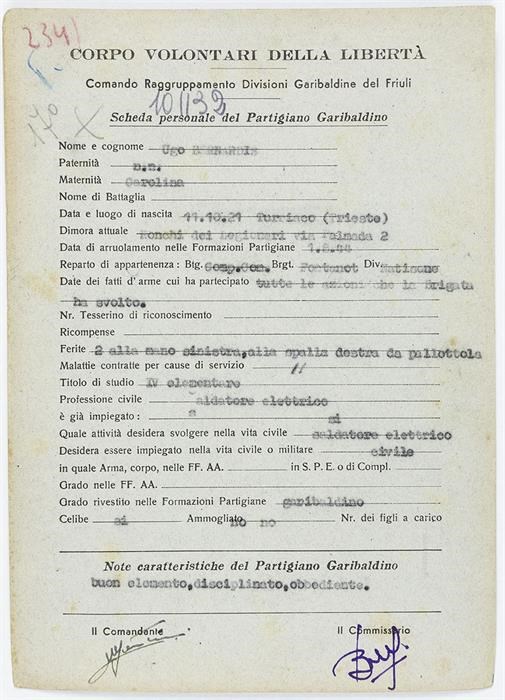 2341
CORPO VOLONTARI DELLA LIBERTÀ
Comando Raggruppamento Divisioni Garibaldine del Friuli
10/132
170 X
Scheda personale del Partigiano Garibaldino
Nome e cognome Ugo BERNARDIS
Paternità n.n.
Maternità Carolina
Nome di Battaglia
Data e luogo di nascita 11.10.21 Turriaco (Trieste)
Dimora attuale Ronchi dei Legionari via Palmada 2
Data di arruolamento nelle Formazioni Partigiane 1.8.44
Reparto di appartenenza: Btg. Comp.Com. Brgt. Fontanot Div. Natisone
Date dei fatti d'arme cui ha partecipato tutte le azioni che la Brigata
ha svolto.
Nr. Tesserino di riconoscimento
Ricompense
Ferite 2 alla mano sinistra, alla spalla destra da pallottola
Malattie contratte per cause di servizio //
Titolo di studio IV elementare
Professione civile saldatore elettrico
è già impiegato: si
Quale attività desidera svolgere nella vita civile saldatore elettrico
Desidera essere impiegato nella vita civile o militare civile
in quale Arma, corpo, nelle FF. AA. in S. P. E. o di Compl.
Grado nelle FF. AA.
Grado rivestito nelle Formazioni Partigiane garibaldino
Celibe si Ammogliato no no Nr. dei figli a carico
Note caratteristiche del Partigiano Garibaldino
buon elemento, disciplinato, obbediente.
Il Comandante Il Commissario